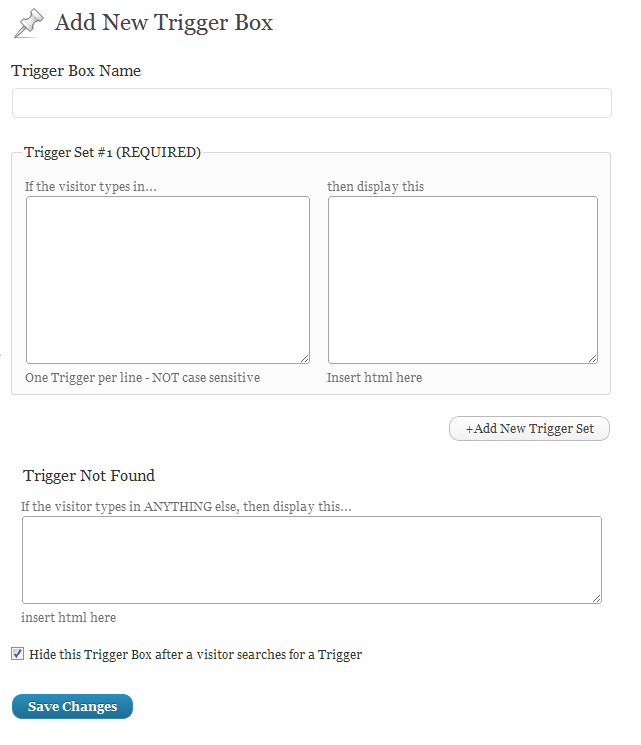 Add New Trigger Box
Trigger Box Name
Trigger Set #1 (REQUIRED)
If the visitor types in...
then display this
One Trigger per line - NOT case sensitive
Insert html here
+Add New Trigger Set
Trigger Not Found
If the visitor types in ANYTHING else, then display this...
insert html here
Hide this Trigger Box after a visitor searches for a Trigger
Save Changes